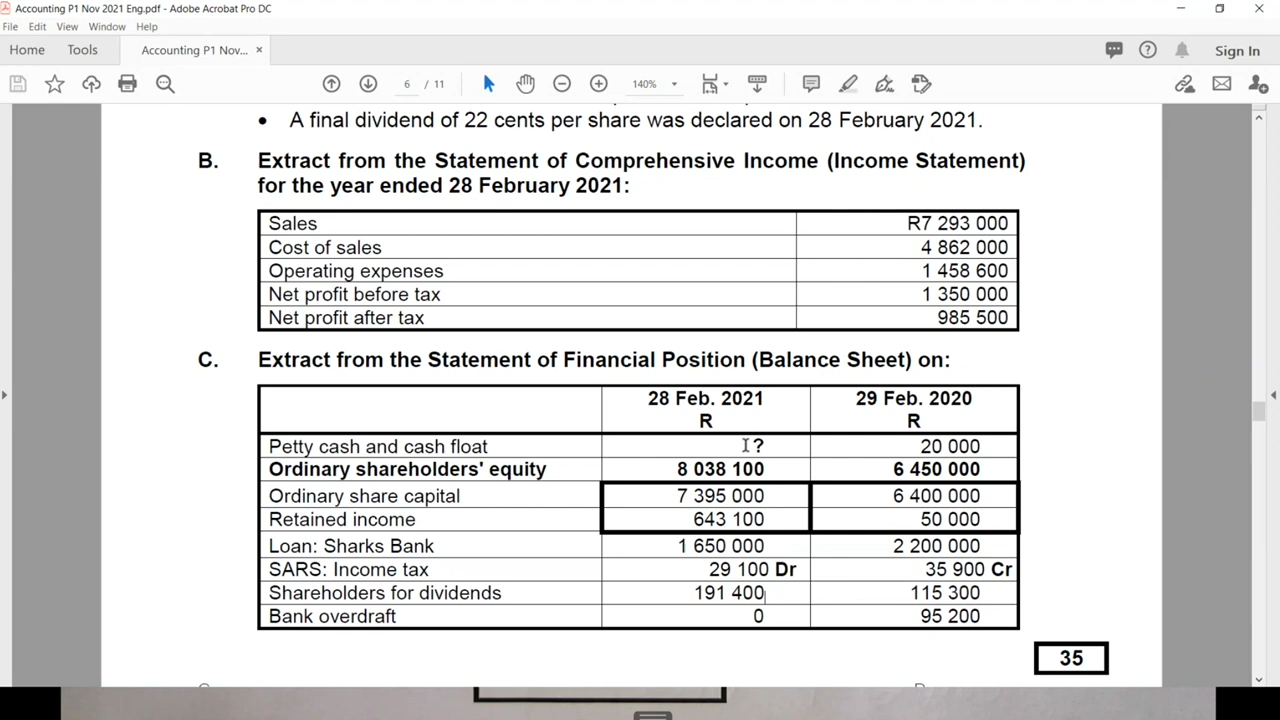 Accounting P1 Nov 2021 Eng.pdf - Adobe Acrobat Pro DC
File Edit View Window Help
Home Tools Accounting P1 Nov... × Sign In
6 / 11 140%
• A final dividend of 22 cents per share was declared on 28 February 2021.
B. Extract from the Statement of Comprehensive Income (Income Statement)
for the year ended 28 February 2021:
Sales R7 293 000
Cost of sales 4 862 000
Operating expenses 1 458 600
Net profit before tax 1 350 000
Net profit after tax 985 500
C. Extract from the Statement of Financial Position (Balance Sheet) on:
28 Feb. 2021 29 Feb. 2020
R R
Petty cash and cash float ? 20 000
Ordinary shareholders' equity 8 038 100 6 450 000
Ordinary share capital 7 395 000 6 400 000
Retained income 643 100 50 000
Loan: Sharks Bank 1 650 000 2 200 000
SARS: Income tax 29 100 Dr 35 900 Cr
Shareholders for dividends 191 400 115 300
Bank overdraft 0 95 200
35